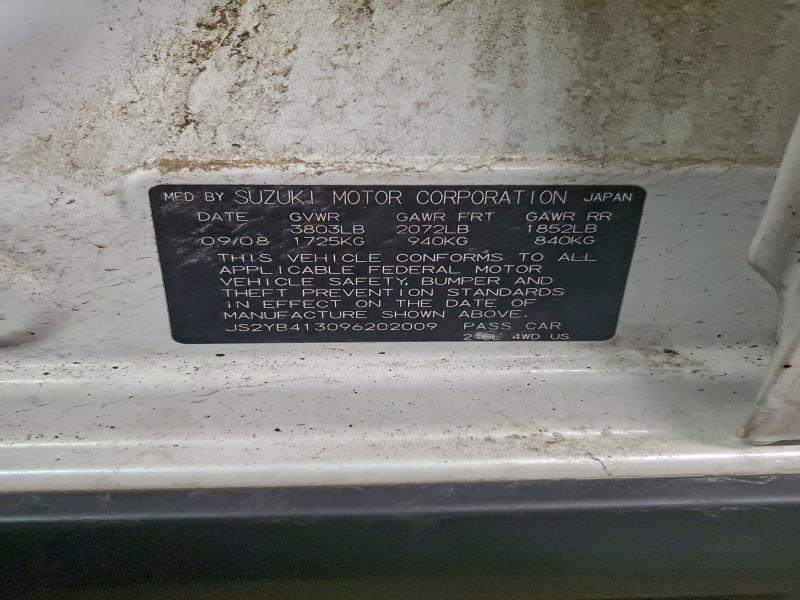 MFD BY SUZUKI MOTOR CORPORATION JAPAN
DATE GVWR GAWR FRT GAWR RR
3803LB 2072LB 1852LB
09/08 1725KG 940KG 840KG
THIS VEHICLE CONFORMS TO ALL
APPLICABLE FEDERAL MOTOR
VEHICLE SAFETY, BUMPER AND
THEFT PREVENTION STANDARDS
IN EFFECT ON THE DATE OF
MANUFACTURE SHOWN ABOVE.
JS2YB413096202009 PASS CAR
2.0L 4WD US